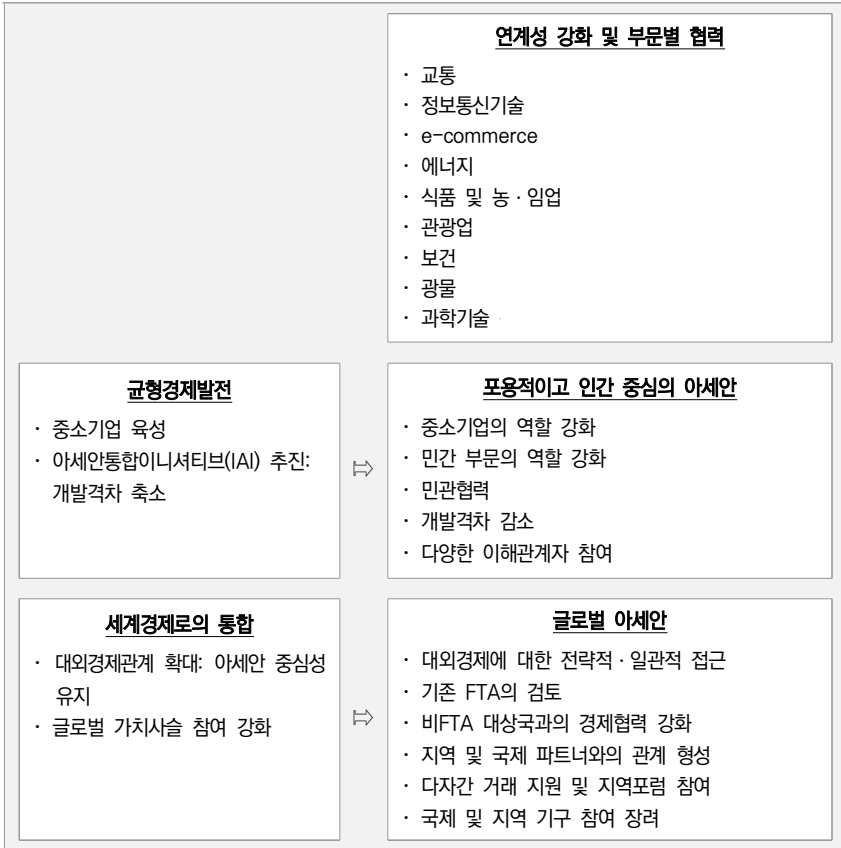 연계성 강화 및 부문별 협력
· 교통
· 정보통신기술
· e-commerce
· 에너지
· 식품 및 농·임업
· 관광업
· 보건
· 광물
· 과학기술
균형경제발전
· 중소기업 육성
· 아세안통합이니셔티브(IAI) 추진:
개발격차 축소
⇨
포용적이고 인간 중심의 아세안
· 중소기업의 역할 강화
· 민간 부문의 역할 강화
· 민관협력
· 개발격차 감소
· 다양한 이해관계자 참여
세계경제로의 통합
· 대외경제관계 확대: 아세안 중심성
유지
· 글로벌 가치사슬 참여 강화
⇨
글로벌 아세안
· 대외경제에 대한 전략적·일관적 접근
· 기존 FTA의 검토
· 비FTA 대상국과의 경제협력 강화
· 지역 및 국제 파트너와의 관계 형성
· 다자간 거래 지원 및 지역포럼 참여
· 국제 및 지역 기구 참여 장려